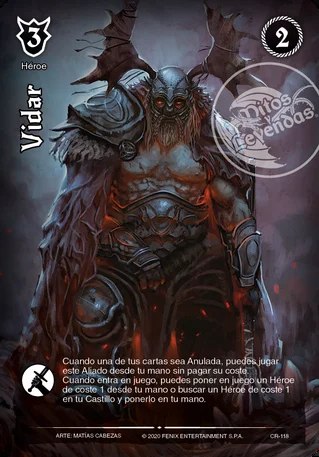 3
2
Héroe
Vidar
Mitos
y
Leyendas
Cuando una de tus cartas sea Anulada, puedes jugar
este Aliado desde tu mano sin pagar su coste.
Cuando entra en juego, puedes poner en juego un Héroe
de coste 1 desde tu mano o buscar un Héroe de coste 1
en tu Castillo y ponerlo en tu mano.
ARTE: MATÍAS CABEZAS © 2020 FENIX ENTERTAINMENT S.P.A. CR-118